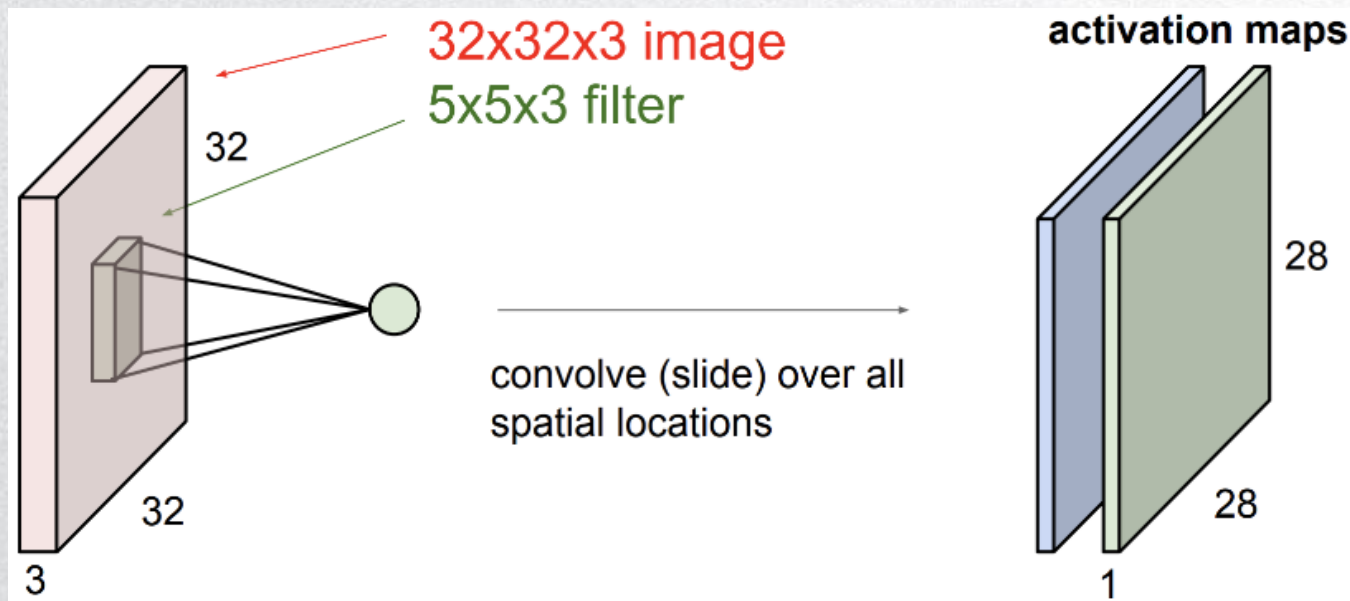 32x32x3 image
5x5x3 filter
32
32
3
convolve (slide) over all
spatial locations
activation maps
28
28
1